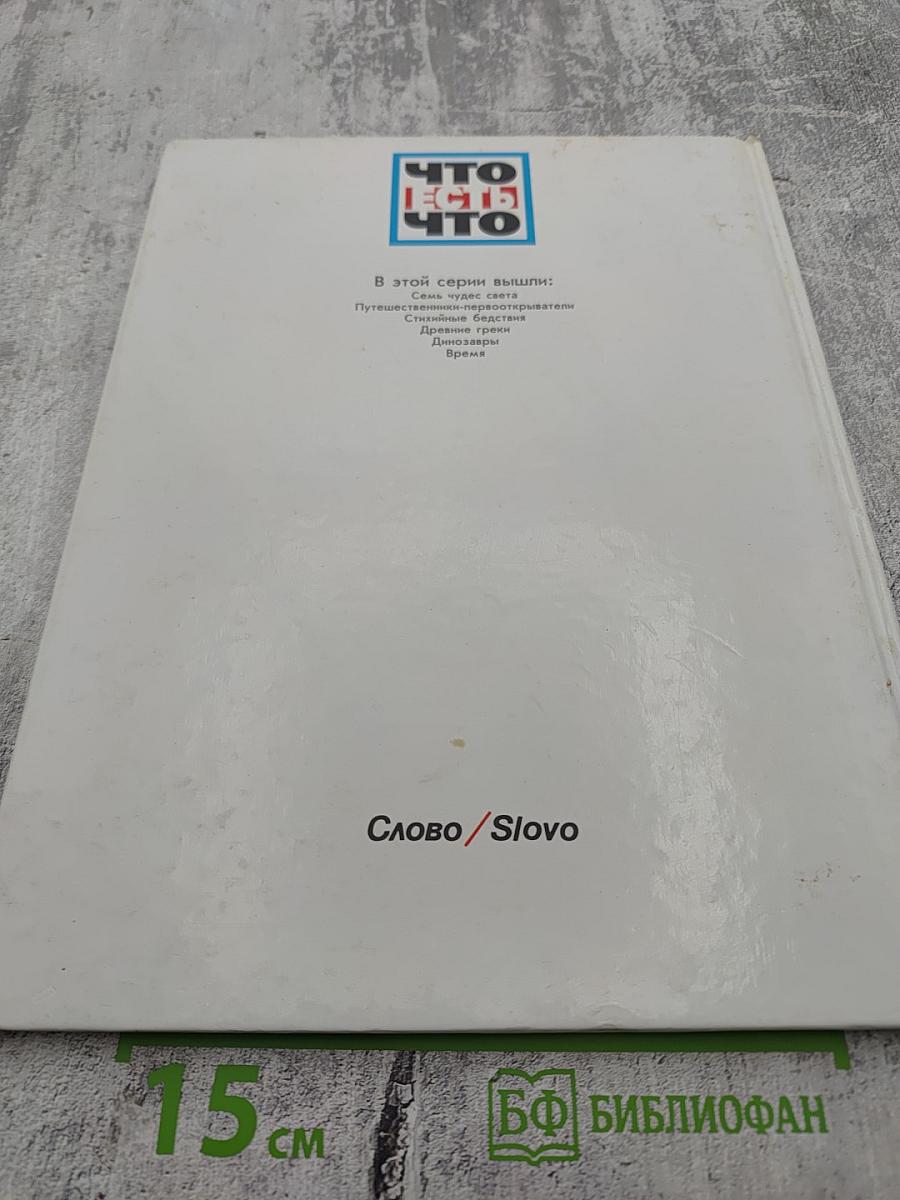 ЧТО
ЕСТЬ
ЧТО
В этой серии вышли:
Семь чудес света
Путешественники-первооткрыватели
Стихийные бедствия
Древние греки
Динозавры
Время
Слово/Slovo
15 см
БФ БИБЛИОФАН